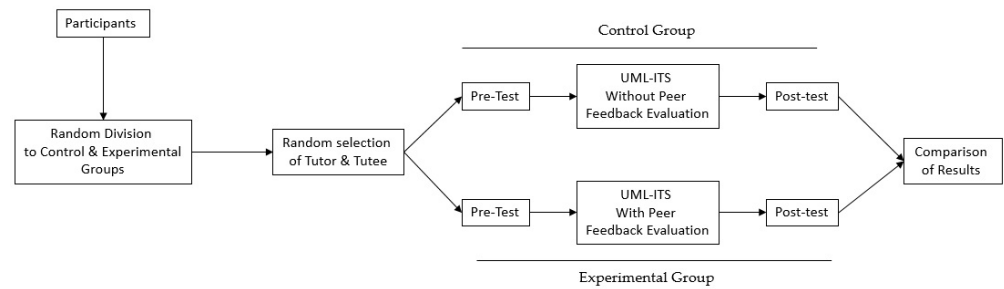 Participants
Random Division
to Control & Experimental
Groups
Random selection
of Tutor & Tutee
Control Group
Pre-Test
UML-ITS
Without Peer
Feedback Evaluation
Post-test
Pre-Test
UML-ITS
With Peer
Feedback Evaluation
Post-test
Experimental Group
Comparison
of Results